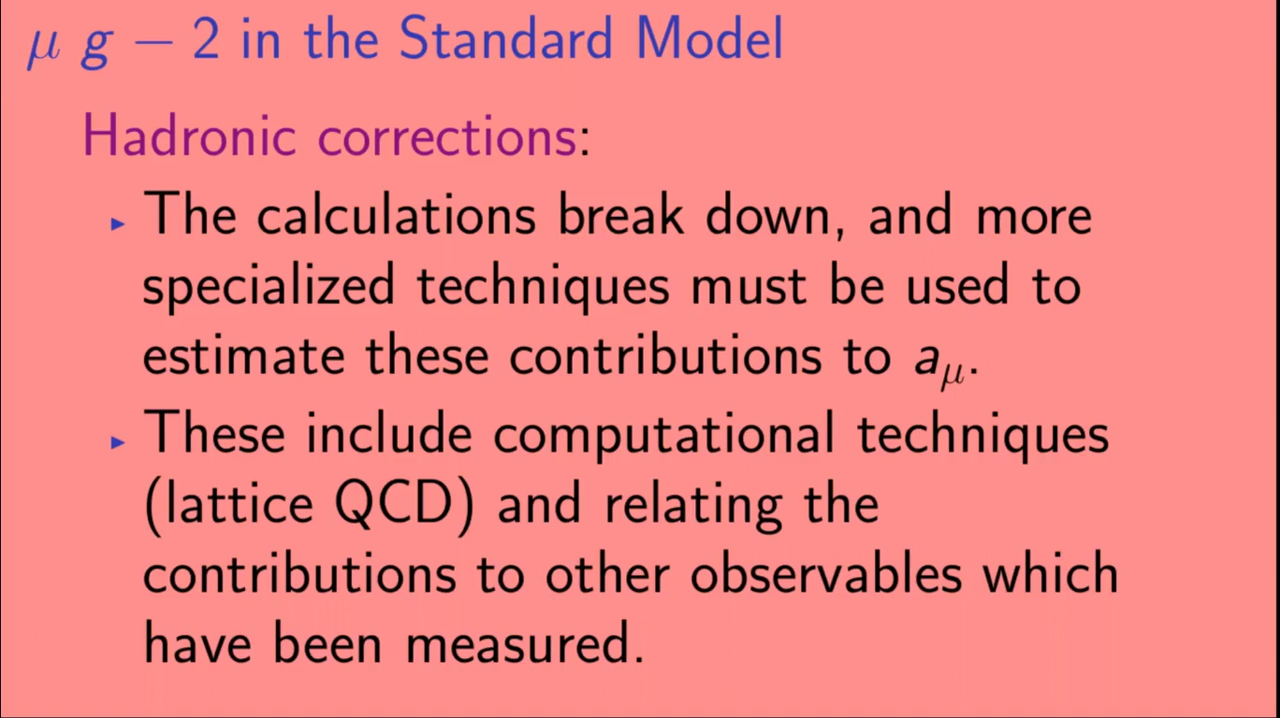 μ g − 2 in the Standard Model
Hadronic corrections:
▸ The calculations break down, and more
specialized techniques must be used to
estimate these contributions to aμ.
▸ These include computational techniques
(lattice QCD) and relating the
contributions to other observables which
have been measured.